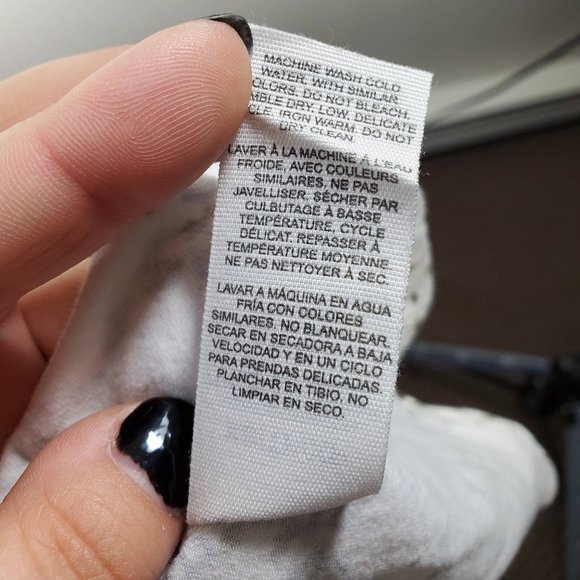 MACHINE WASH COLD
WATER, WITH SIMILAR
COLORS. DO NOT BLEACH.
MBLE DRY, LOW, DELICATE
CLE. IRON WARM. DO NOT
DRY CLEAN.
LAVER À LA MACHINE À L'EAU
FROIDE, AVEC COULEURS
SIMILAIRES, NE PAS
JAVELLISER, SÉCHER PAR
CULBUTAGE À BASSE
TEMPÉRATURE, CYCLE
DÉLICAT. REPASSER À
TEMPÉRATURE MOYENNE
NE PAS NETTOYER À SEC.
LAVAR A MÁQUINA EN AGUA
FRÍA CON COLORES
SIMILARES, NO BLANQUEAR.
SECAR EN SECADORA A BAJA
VELOCIDAD Y EN UN CICLO
PARA PRENDAS DELICADAS.
PLANCHAR EN TIBIO, NO
LIMPIAR EN SECO